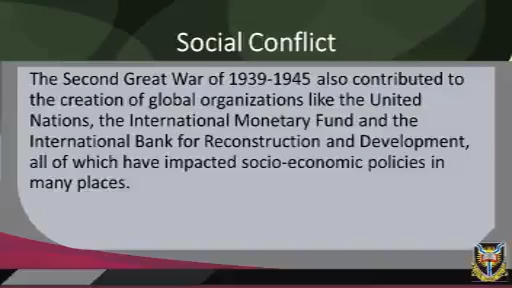 Social Conflict
The Second Great War of 1939-1945 also contributed to
the creation of global organizations like the United
Nations, the International Monetary Fund and the
International Bank for Reconstruction and Development,
all of which have impacted socio-economic policies in
many places.